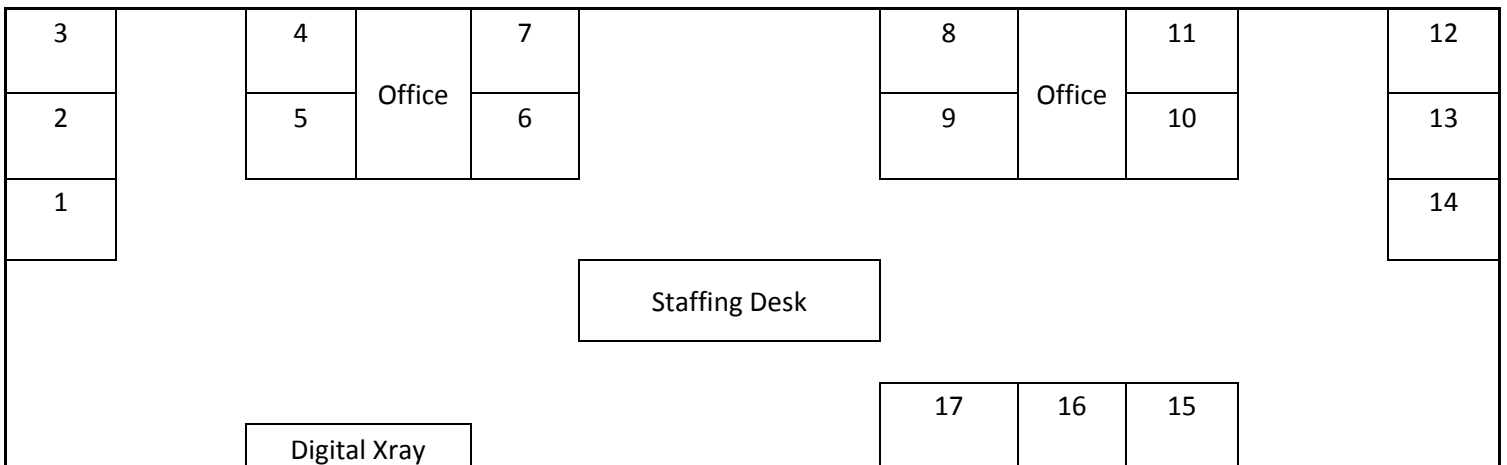 3 4 7 8 11 12
Office Office
2 5 6 9 10 13
1 14
Staffing Desk
17 16 15
Digital Xray